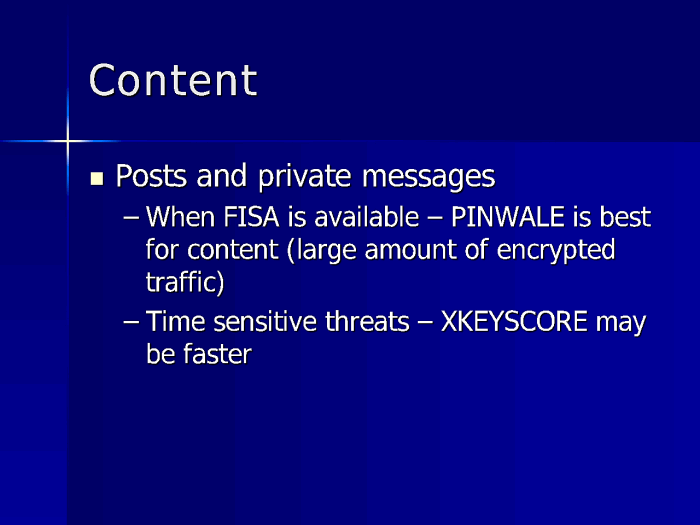 Content
■ Posts and private messages
– When FISA is available – PINWALE is best
for content (large amount of encrypted
traffic)
– Time sensitive threats – XKEYSCORE may
be faster